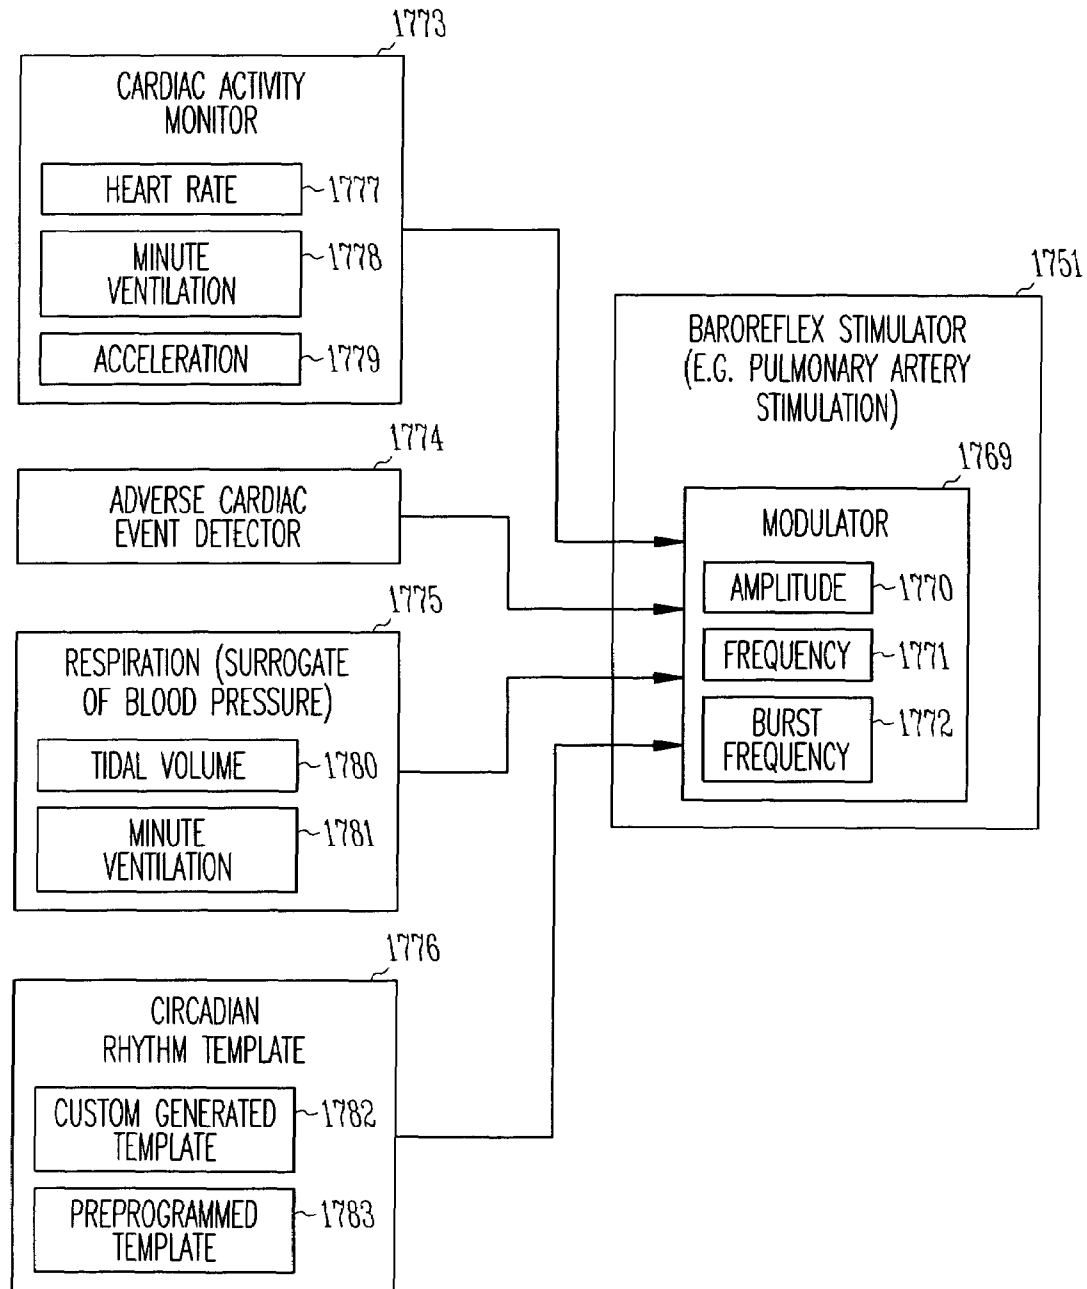 1773
CARDIAC ACTIVITY
MONITOR
HEART RATE
1777
MINUTE
VENTILATION
1778
ACCELERATION
1779
1774
ADVERSE CARDIAC
EVENT DETECTOR
1775
RESPIRATION (SURROGATE
OF BLOOD PRESSURE)
TIDAL VOLUME
1780
MINUTE
VENTILATION
1781
1776
CIRCADIAN
RHYTHM TEMPLATE
CUSTOM GENERATED
TEMPLATE
1782
PREPROGRAMMED
TEMPLATE
1783
1751
BAROREFLEX STIMULATOR
(E.G. PULMONARY ARTERY
STIMULATION)
1769
MODULATOR
AMPLITUDE
1770
FREQUENCY
1771
BURST
FREQUENCY
1772